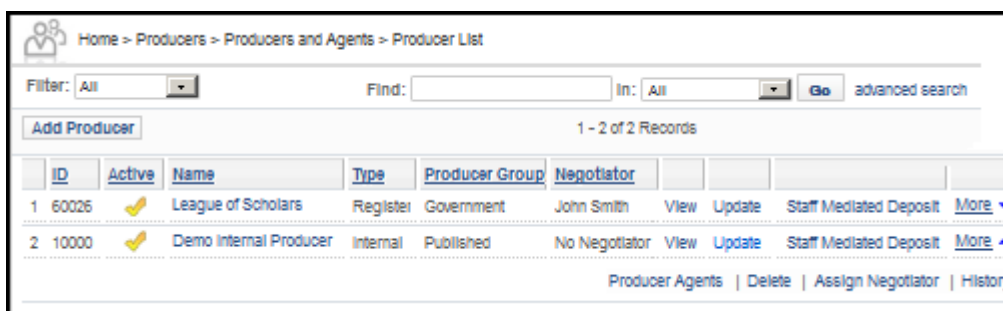 Home > Producers > Producers and Agents > Producer List
Filter: All Find: In: All Go advanced search
Add Producer 1 - 2 of 2 Records
ID Active Name Type Producer Group Negotiator
1 60026 League of Scholars Register Government John Smith View Update Staff Mediated Deposit More
2 10000 Demo Internal Producer Internal Published No Negotiator View Update Staff Mediated Deposit More
Producer Agents | Delete | Assign Negotiator | Histor